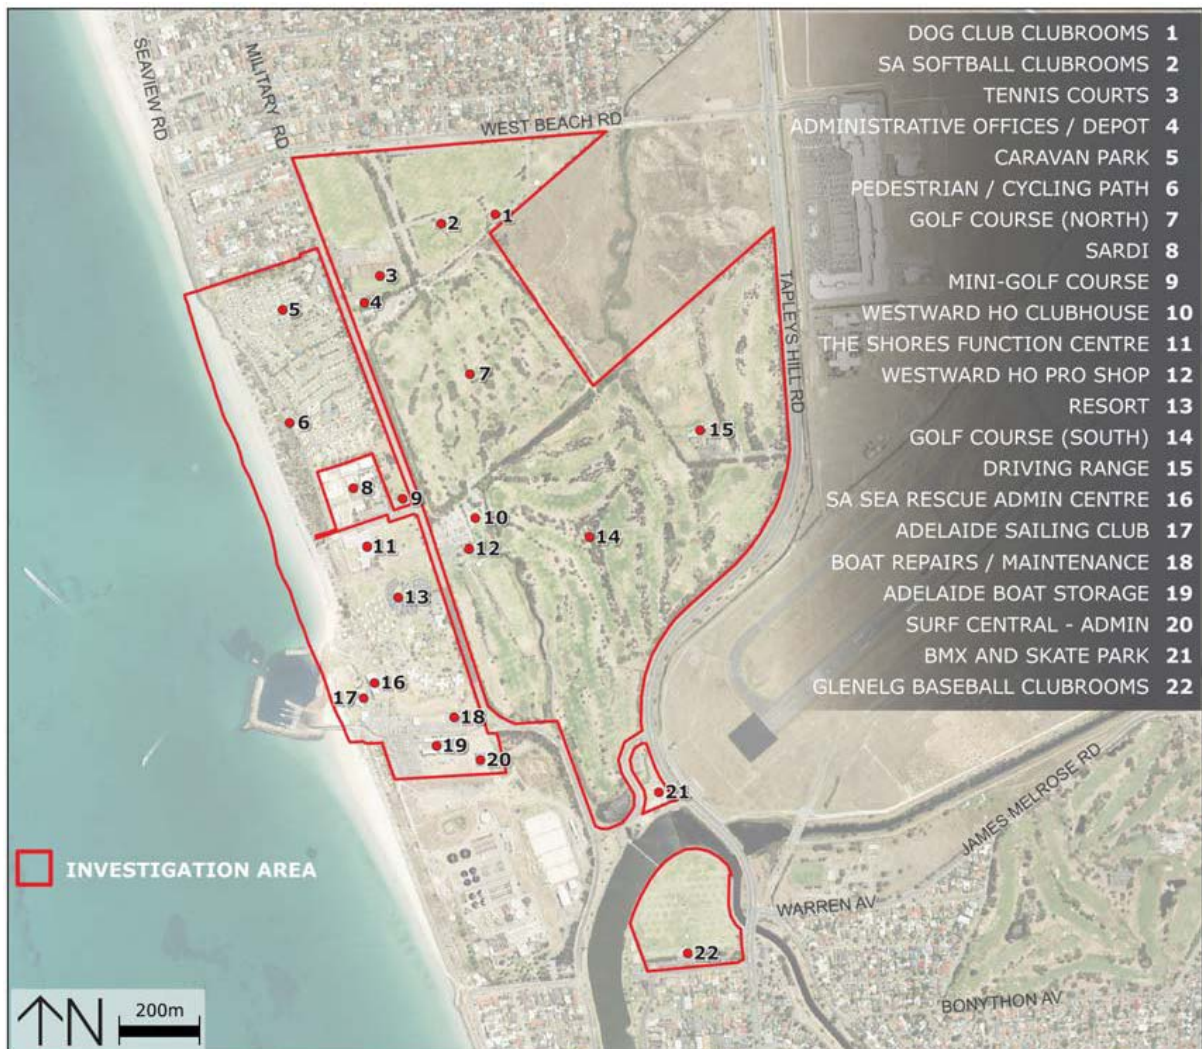 DOG CLUB CLUBROOMS 1
SA SOFTBALL CLUBROOMS 2
TENNIS COURTS 3
ADMINISTRATIVE OFFICES / DEPOT 4
CARAVAN PARK 5
PEDESTRIAN / CYCLING PATH 6
GOLF COURSE (NORTH) 7
SARDI 8
MINI-GOLF COURSE 9
WESTWARD HO CLUBHOUSE 10
THE SHORES FUNCTION CENTRE 11
WESTWARD HO PRO SHOP 12
RESORT 13
GOLF COURSE (SOUTH) 14
DRIVING RANGE 15
SA SEA RESCUE ADMIN CENTRE 16
ADELAIDE SAILING CLUB 17
BOAT REPAIRS / MAINTENANCE 18
ADELAIDE BOAT STORAGE 19
SURF CENTRAL - ADMIN 20
BMX AND SKATE PARK 21
GLENELG BASEBALL CLUBROOMS 22
SEAVIEW RD
MILITARY RD
WEST BEACH RD
TAPLEYS HILL RD
1
2
3
4
5
7
6
15
8
9
10
14
11
12
13
16
17
18
19
20
21
JAMES MELROSE RD
INVESTIGATION AREA
WARREN AV
22
BONYTHON AV
N
200m